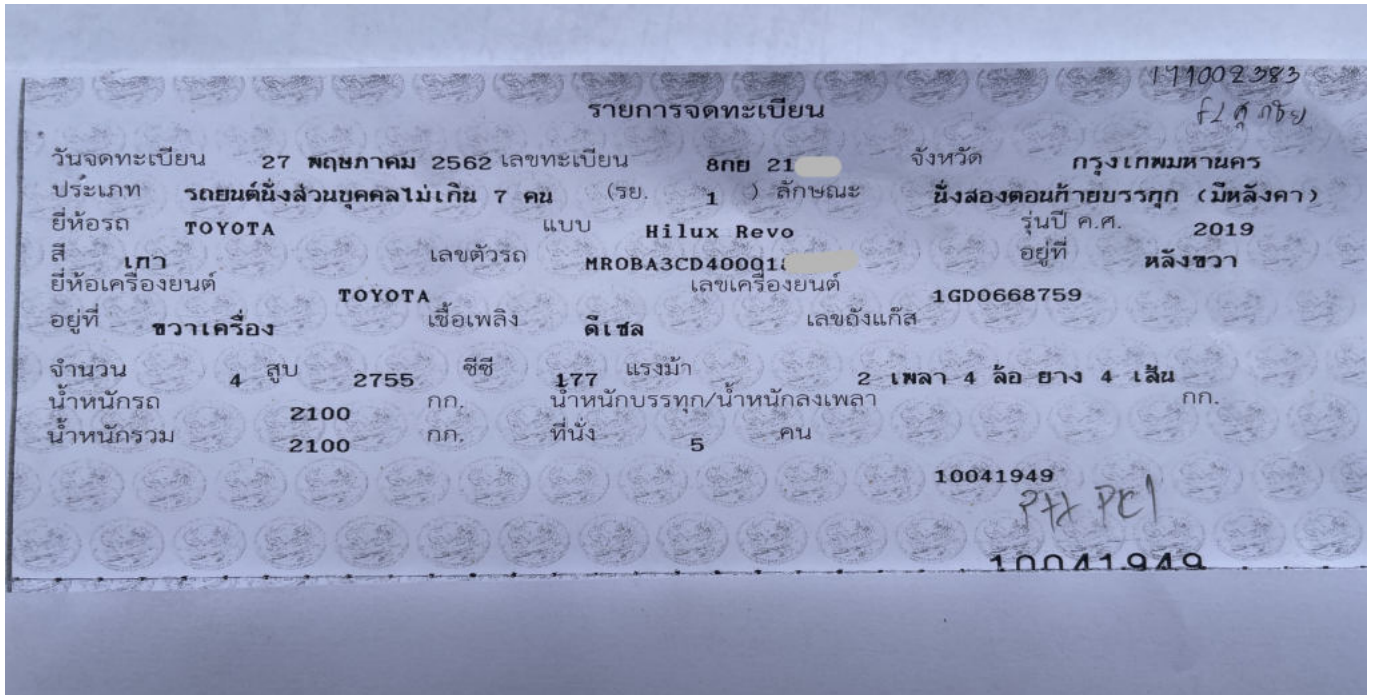 171002383
รายการจดทะเบียน
วันจดทะเบียน 27 พฤษภาคม 2562 เลขทะเบียน 8กย 21 จังหวัด กรุงเทพมหานคร
ประเภท รถยนต์นั่งส่วนบุคคลไม่เกิน 7 คน (รย. 1 ) ลักษณะ นั่งสองตอนท้ายบรรทุก (มีหลังคา)
ยี่ห้อรถ TOYOTA แบบ Hilux Revo รุ่นปี ค.ศ. 2019
สี เทา เลขตัวรถ MROBA3CD40001 อยู่ที่ หลังขวา
ยี่ห้อเครื่องยนต์ TOYOTA เลขเครื่องยนต์ 1GD0668759
อยู่ที่ ขวาเครื่อง เชื้อเพลิง ดีเซล เลขถังแก๊ส
จำนวน 4 สูบ 2755 ซีซี 177 แรงม้า 2 เพลา 4 ล้อ ยาง 4 เส้น
น้ำหนักรถ 2100 กก. น้ำหนักบรรทุก/น้ำหนักลงเพลา กก.
น้ำหนักรวม 2100 กก. ที่นั่ง 5 คน
10041949
10041949